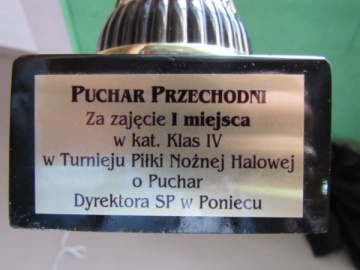 PUCHAR PRZECHODNI
Za zajęcie I miejsca
w kat. Klas IV
w Turnieju Piłki Nożnej Halowej
o Puchar
Dyrektora SP w Poniecu